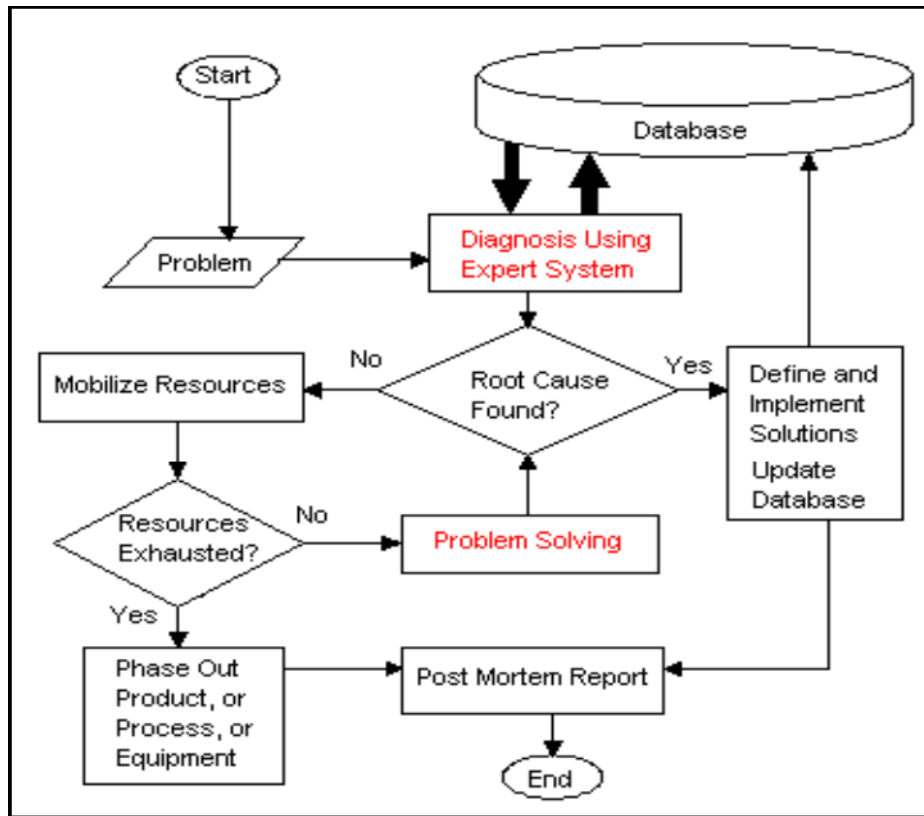 Start
Database
Problem
Diagnosis Using
Expert System
No
Yes
Mobilize Resources
Root Cause
Found?
Define and
Implement
Solutions
Update
Database
Resources
Exhausted?
No
Problem Solving
Yes
Phase Out
Product, or
Process, or
Equipment
Post Mortem Report
End